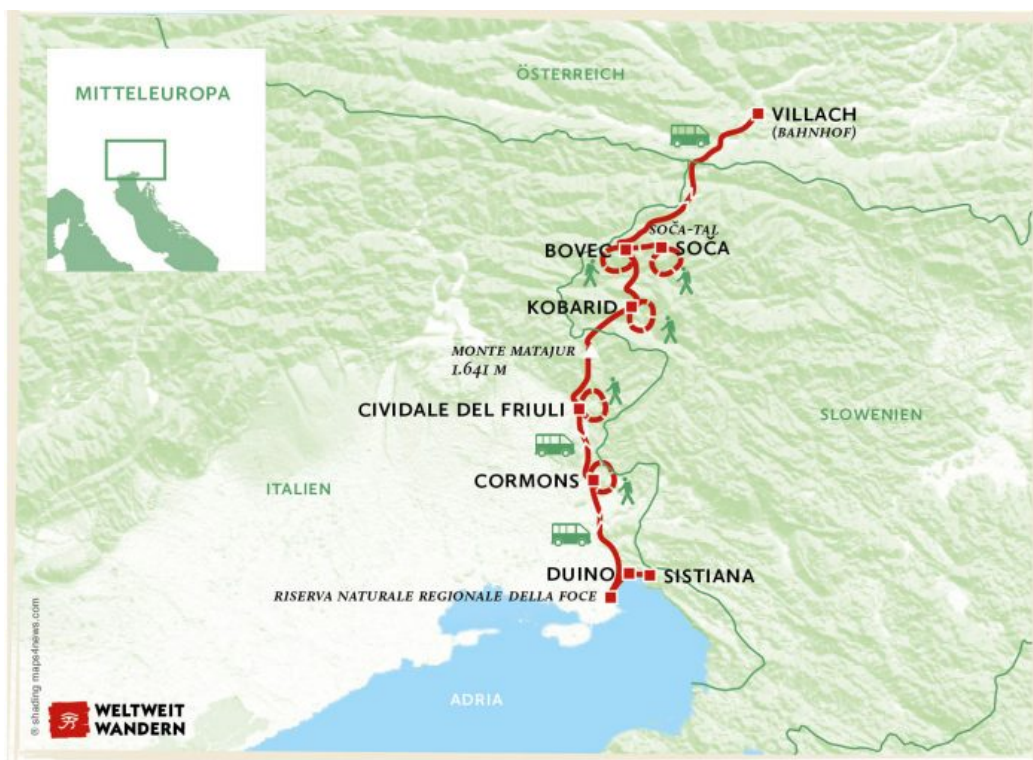 MITTELEUROPA
ÖSTERREICH
VILLACH
(BAHNHOF)
SOČA-TAL
BOVEC
SOČA
KOBARID
MONTE MATAJUR
1.641 M
CIVIDALE DEL FRIULI
SLOWENIEN
CORMONS
ITALIEN
DUINO
SISTIANA
RISERVA NATURALE REGIONALE DELLA FOCE
ADRIA
® shading maps4news.com
WELTWEIT
WANDERN